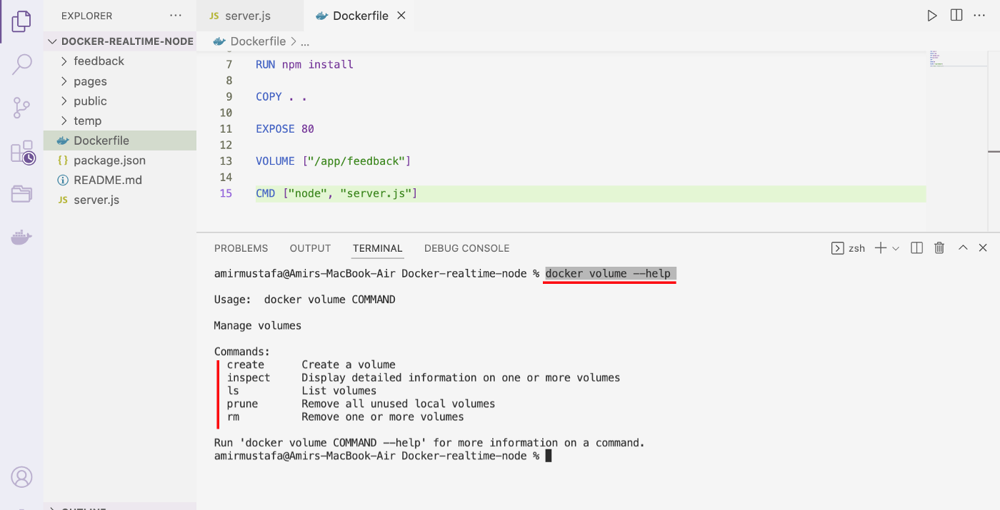 EXPLORER ...
JS server.js
Dockerfile
DOCKER-REALTIME-NODE
feedback
pages
public
temp
Dockerfile
{} package.json
README.md
JS server.js
Dockerfile > ...
7 RUN npm install
8
9 COPY . .
10
11 EXPOSE 80
12
13 VOLUME ["/app/feedback"]
14
15 CMD ["node", "server.js"]
PROBLEMS OUTPUT TERMINAL DEBUG CONSOLE
zsh
amirmustafa@Amirs-MacBook-Air Docker-realtime-node % docker volume --help
Usage:  docker volume COMMAND
Manage volumes
Commands:
create      Create a volume
inspect     Display detailed information on one or more volumes
ls          List volumes
prune       Remove all unused local volumes
rm          Remove one or more volumes
Run 'docker volume COMMAND --help' for more information on a command.
amirmustafa@Amirs-MacBook-Air Docker-realtime-node %